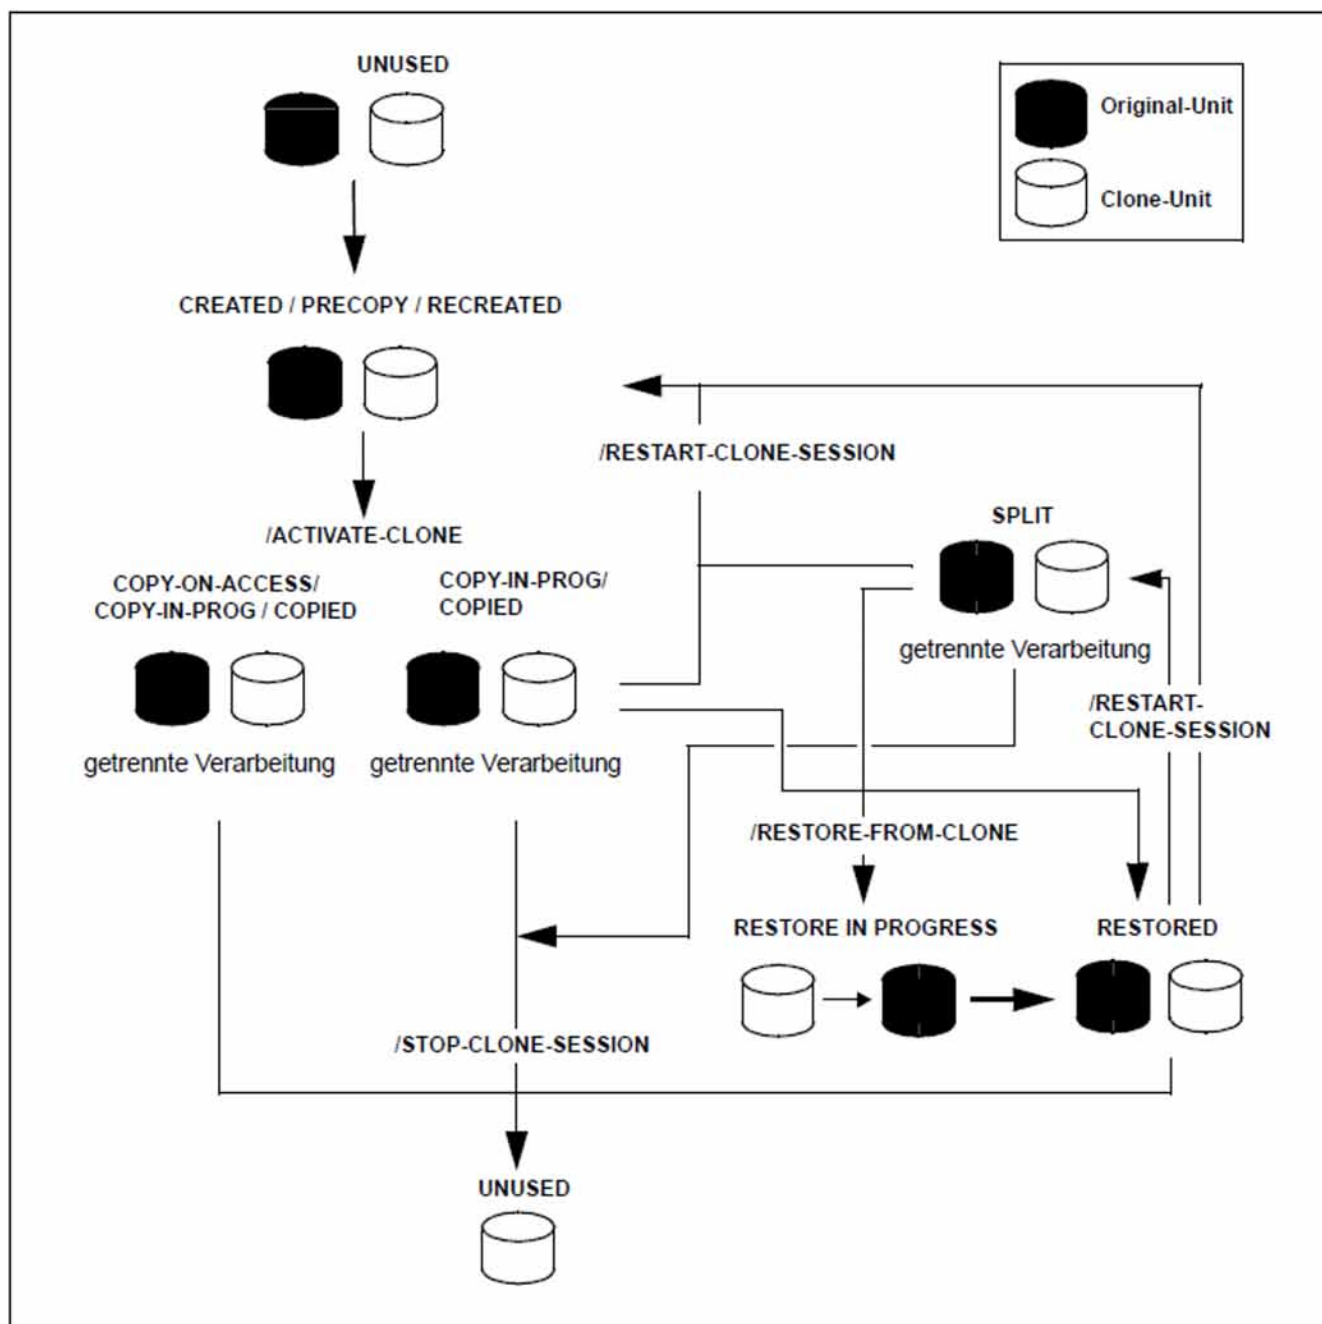 UNUSED
Original-Unit
Clone-Unit
CREATED / PRECOPY / RECREATED
/RESTART-CLONE-SESSION
/ACTIVATE-CLONE
COPY-ON-ACCESS/
COPY-IN-PROG / COPIED
COPY-IN-PROG/
COPIED
SPLIT
getrennte Verarbeitung
getrennte Verarbeitung
getrennte Verarbeitung
/RESTART-
CLONE-SESSION
/RESTORE-FROM-CLONE
RESTORE IN PROGRESS
RESTORED
/STOP-CLONE-SESSION
UNUSED